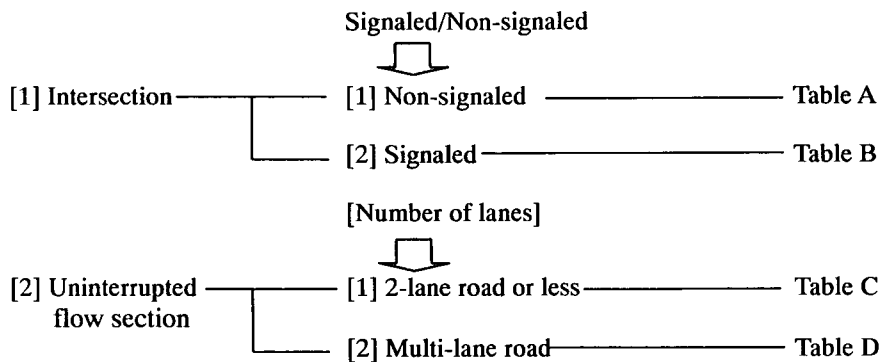 Signaled/Non-signaled
[1] Intersection [1] Non-signaled Table A
[2] Signaled Table B
[Number of lanes]
[2] Uninterrupted [1] 2-lane road or less Table C
flow section
[2] Multi-lane road Table D